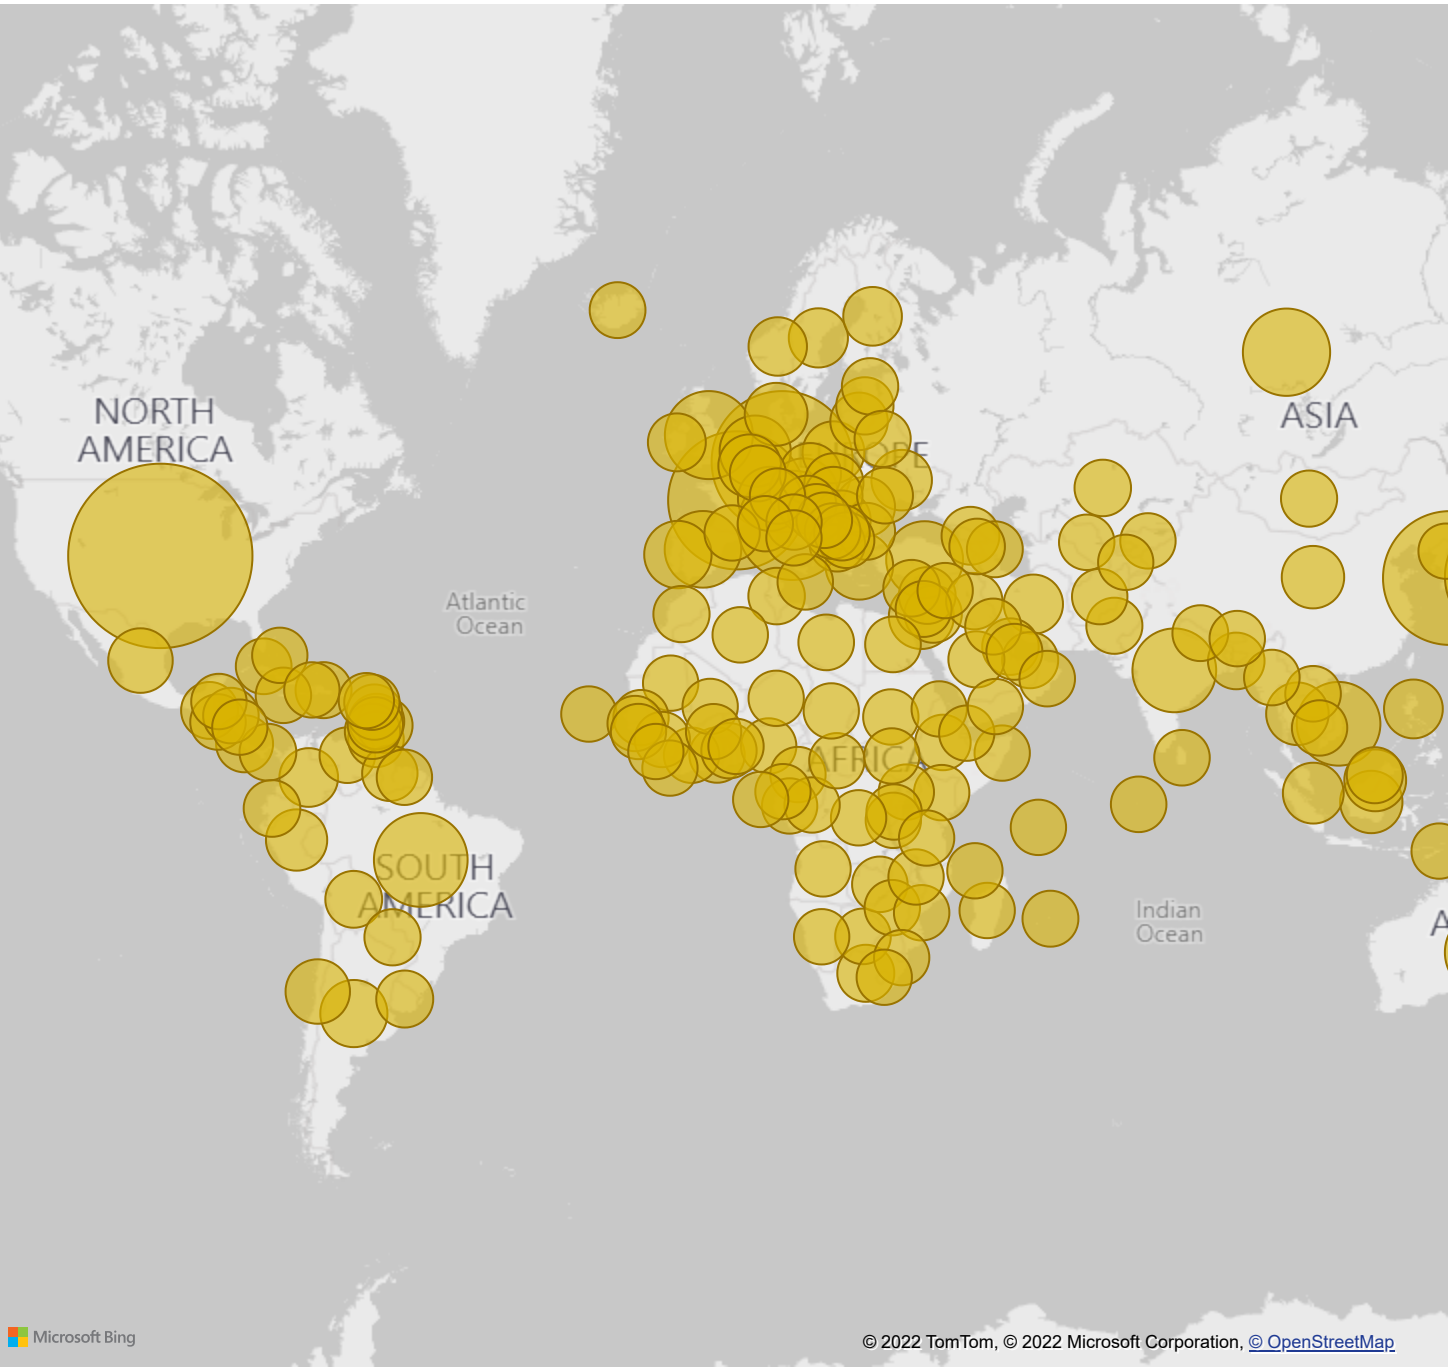 NORTH
AMERICA
ASIA
Atlantic
Ocean
AFRICA
SOUTH
AMERICA
Indian
Ocean
A
Microsoft Bing
© 2022 TomTom, © 2022 Microsoft Corporation, © OpenStreetMap